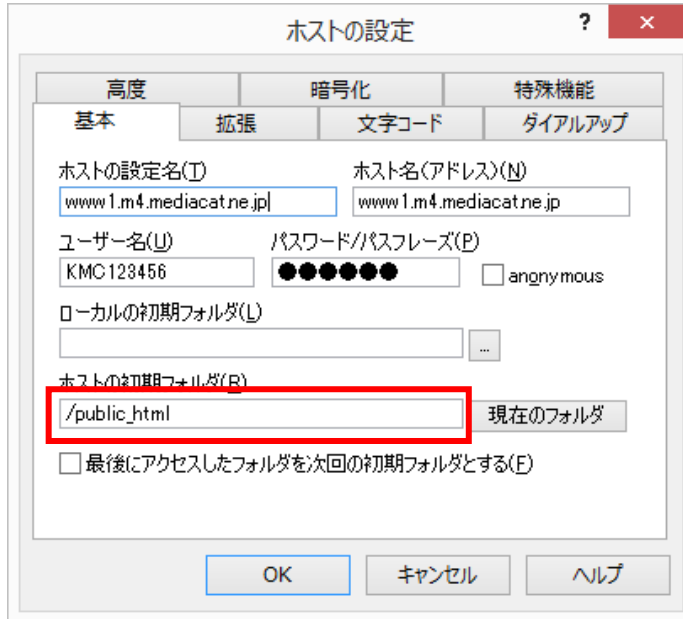 ホストの設定
?
×
高度 暗号化 特殊機能
基本 拡張 文字コード ダイアルアップ
ホストの設定名(T) ホスト名(アドレス)(N)
www1.m4.mediacat.ne.jp www1.m4.mediacat.ne.jp
ユーザー名(U) パスワード/パスフレーズ(P)
KMC123456 ●●●●●● anonymous
ローカルの初期フォルダ(L)
...
ホストの初期フォルダ(R)
/public_html 現在のフォルダ
最後にアクセスしたフォルダを次回の初期フォルダとする(F)
OK キャンセル ヘルプ